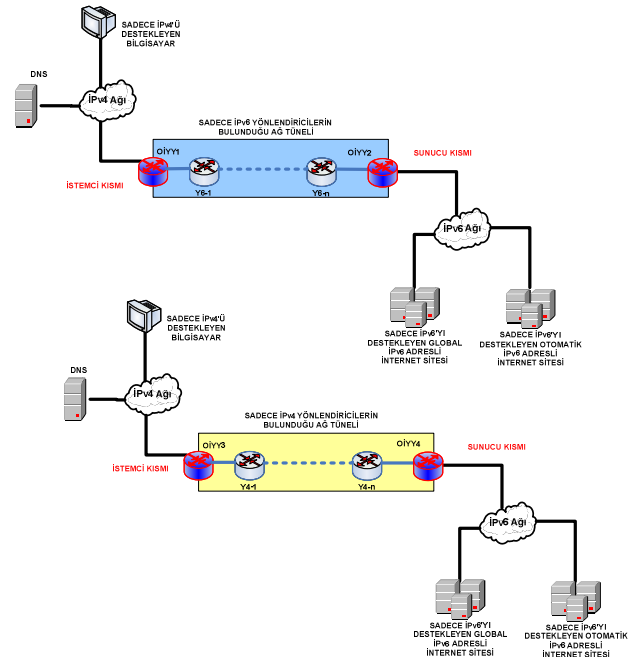 SADECE İPv4'Ü
DESTEKLEYEN
BİLGİSAYAR
DNS
İPv4 Ağı
SADECE İPv6 YÖNLENDİRİCİLERİN
BULUNDUĞU AĞ TÜNELİ
OİYY1
OİYY2
SUNUCU KISMI
İSTEMCİ KISMI
Y6-1
Y6-n
İPv6 Ağı
SADECE İPv6'YI
DESTEKLEYEN GLOBAL
İPv6 ADRESLİ
İNTERNET SİTESİ
SADECE İPv6'YI
DESTEKLEYEN OTOMATİK
İPv6 ADRESLİ
İNTERNET SİTESİ
SADECE İPv4'Ü
DESTEKLEYEN
BİLGİSAYAR
DNS
İPv4 Ağı
SADECE İPv4 YÖNLENDİRİCİLERİN
BULUNDUĞU AĞ TÜNELİ
OİYY3
OİYY4
SUNUCU KISMI
İSTEMCİ KISMI
Y4-1
Y4-n
İPv6 Ağı
SADECE İPv6'YI
DESTEKLEYEN GLOBAL
İPv6 ADRESLİ
İNTERNET SİTESİ
SADECE İPv6'YI
DESTEKLEYEN OTOMATİK
İPv6 ADRESLİ
İNTERNET SİTESİ